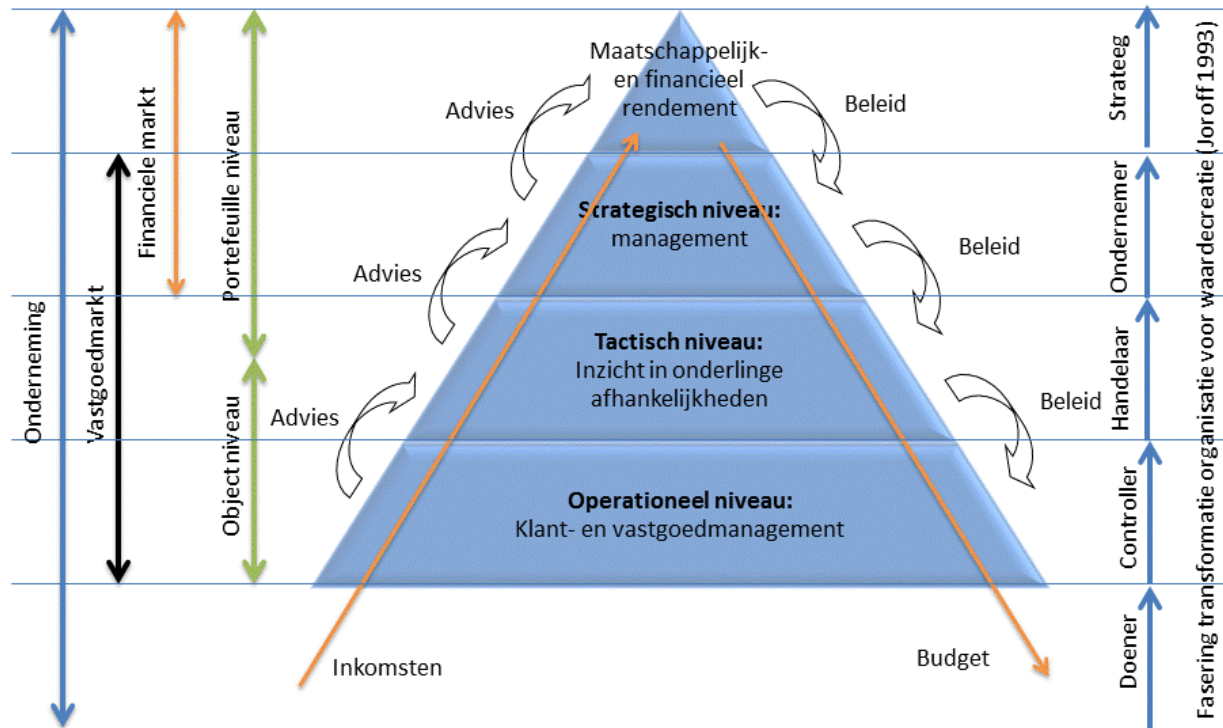 Onderneming
Vastgoedmarkt
Financiele markt
Portefeuille niveau
Object niveau
Maatschappelijk-
en financieel
rendement
Advies
Beleid
Strategisch niveau:
management
Advies
Beleid
Tactisch niveau:
Inzicht in onderlinge
afhankelijkheden
Advies
Beleid
Operationeel niveau:
Klant- en vastgoedmanagement
Inkomsten
Budget
Strateeg
Ondernemer
Handelaar
Controller
Doener
Fasering transformatie organisatie voor waardecreatie (Jor off 1993)